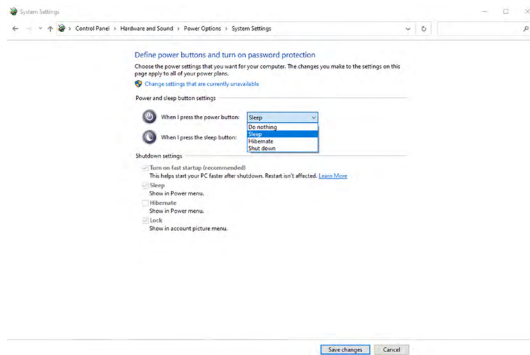 System Settings
Control Panel > Hardware and Sound > Power Options > System Settings
Define power buttons and turn on password protection
Choose the power settings that you want for your computer. The changes you make to the settings on this
page apply to all of your power plans.
Change settings that are currently unavailable
Power and sleep button settings
When I press the power button: Sleep
Do nothing
Sleep
Hibernate
Shut down
When I press the sleep button:
Shutdown settings
Turn on fast startup (recommended)
This helps start your PC faster after shutdown. Restart isn't affected. Learn More
Sleep
Show in Power menu.
Hibernate
Show in Power menu.
Lock
Show in account picture menu.
Save changes Cancel